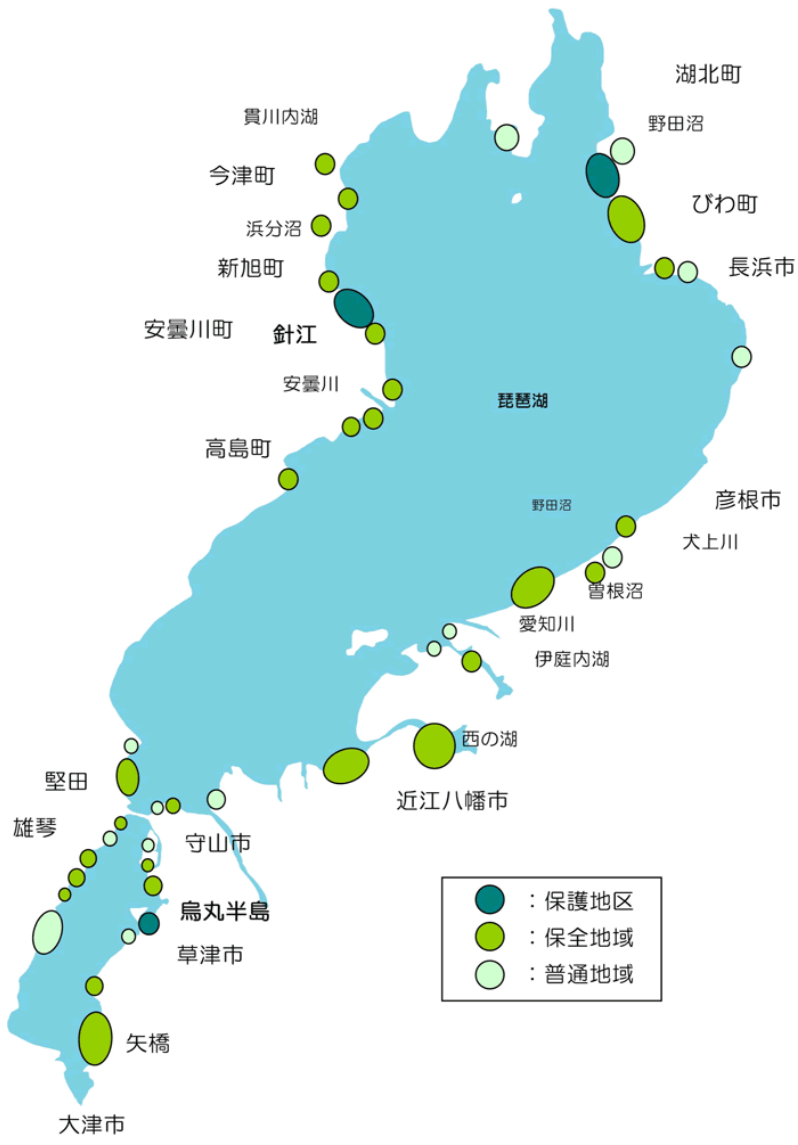 湖北町
貫川内湖
野田沼
今津町
びわ町
浜分沼
新旭町
長浜市
安曇川町
針江
安曇川
琵琶湖
高島町
彦根市
野田沼
犬上川
曽根沼
愛知川
伊庭内湖
西の湖
堅田
近江八幡市
雄琴
守山市
烏丸半島
草津市
矢橋
大津市
：保護地区
：保全地域
：普通地域